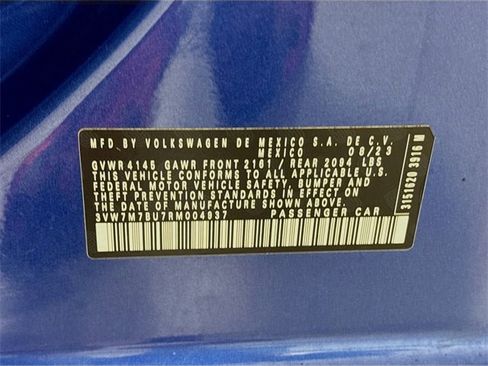 MFD BY VOLKSWAGEN DE MEXICO S.A. DE C.V.
MEXICO 08/23
GVWR 4145 GAWR FRONT 2161 / REAR 2094 LBS
THIS VEHICLE CONFORMS TO ALL APPLICABLE U.S.
FEDERAL MOTOR VEHICLE SAFETY, BUMPER AND
THEFT PREVENTION STANDARDS IN EFFECT ON
THE DATE OF MANUFACTURE SHOWN ABOVE.
3VW7M7BU7RM004937 PASSENGER CAR
3151620 3916 M